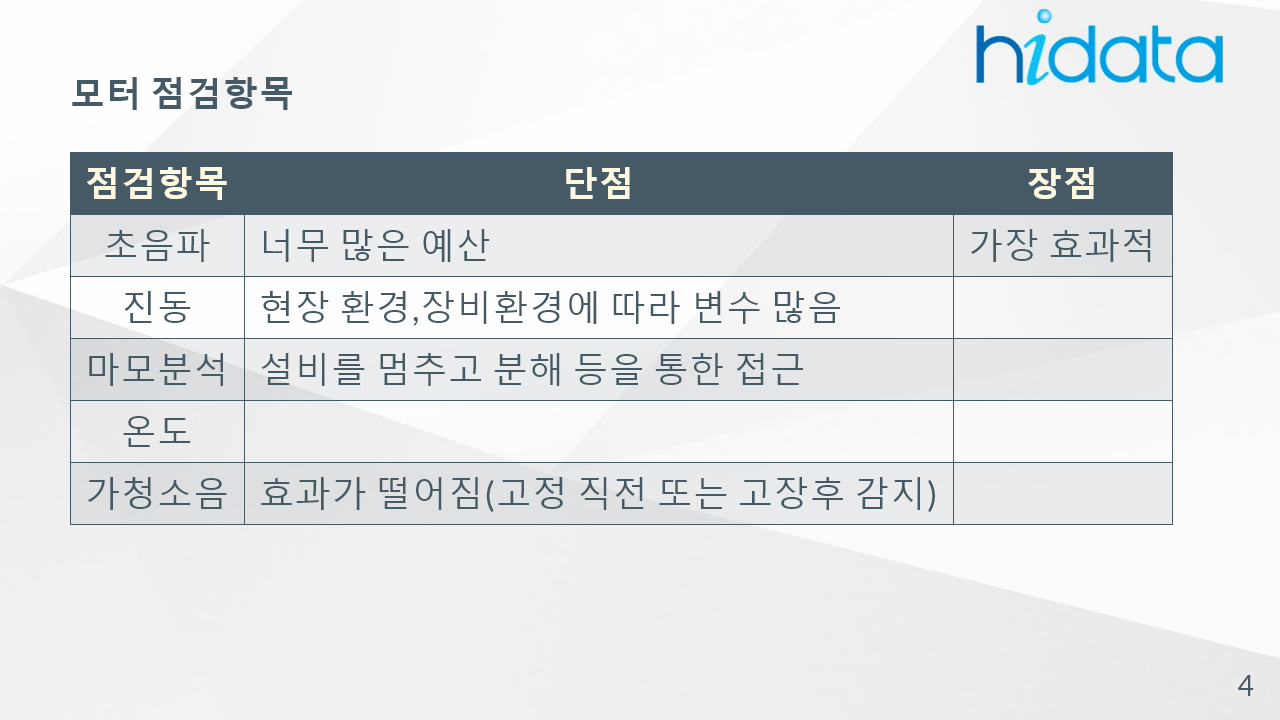 hidata
모터 점검항목
점검항목 단점 장점
초음파 너무 많은 예산 가장 효과적
진동 현장 환경,장비환경에 따라 변수 많음
마모분석 설비를 멈추고 분해 등을 통한 접근
온도
가청소음 효과가 떨어짐(고정 직전 또는 고장후 감지)
4